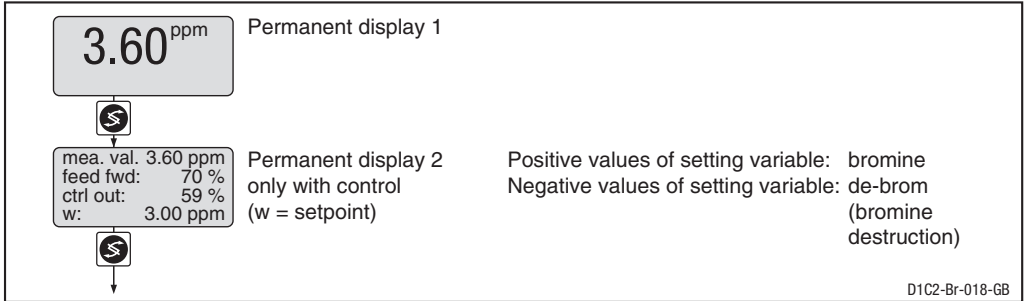 3.60 ppm
Permanent display 1
mea. val. 3.60 ppm
feed fwd: 70 %
ctrl out: 59 %
w: 3.00 ppm
Permanent display 2
only with control
(w = setpoint)
Positive values of setting variable: bromine
Negative values of setting variable: de-brom
(bromine
destruction)
D1C2-Br-018-GB